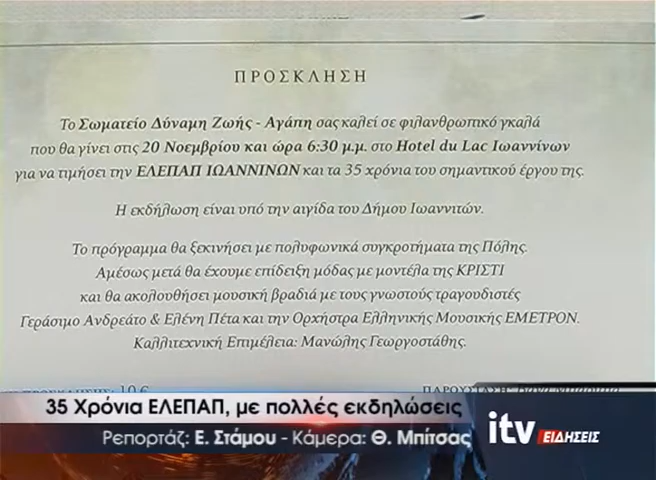 ΠΡΟΣΚΛΗΣΗ
Το Σωματείο Δύναμη Ζωής - Αγάπη σας καλεί σε φιλανθρωπικό γκαλά
που θα γίνει στις 20 Νοεμβρίου και ώρα 6:30 μ.μ. στο Hotel du Lac Ιωαννίνων
για να τιμήσει την ΕΛΕΠΑΠ ΙΩΑΝΝΙΝΩΝ και τα 35 χρόνια του σημαντικού έργου της.
Η εκδήλωση είναι υπό την αιγίδα του Δήμου Ιωαννιτών.
Το πρόγραμμα θα ξεκινήσει με πολυφωνικά συγκροτήματα της Πόλης.
Αμέσως μετά θα έχουμε επίδειξη μόδας με μοντέλα της ΚΡΙΣΤΙ
και θα ακολουθήσει μουσική βραδιά με τους γνωστούς τραγουδιστές
Γεράσιμο Ανδρεάτο & Ελένη Πέτα και την Ορχήστρα Ελληνικής Μουσικής ΕΜΕΤΡΟΝ.
Καλλιτεχνική Επιμέλεια: Μανώλης Γεωργοστάθης.
10 €
35 Χρόνια ΕΛΕΠΑΠ, με πολλές εκδηλώσεις
Ρεπορτάζ: Ε. Στάμου - Κάμερα: Θ. Μπίτσας
itv ΕΙΔΗΣΕΙΣ